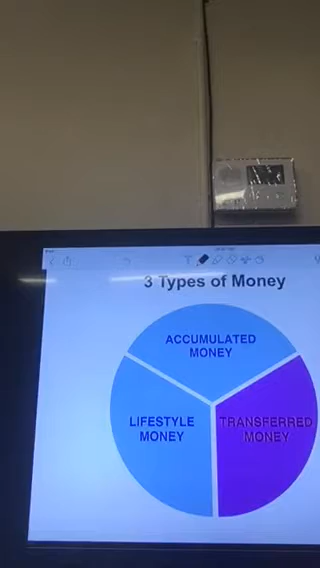 3 Types of Money
ACCUMULATED
MONEY
LIFESTYLE
MONEY
TRANSFERRED
MONEY